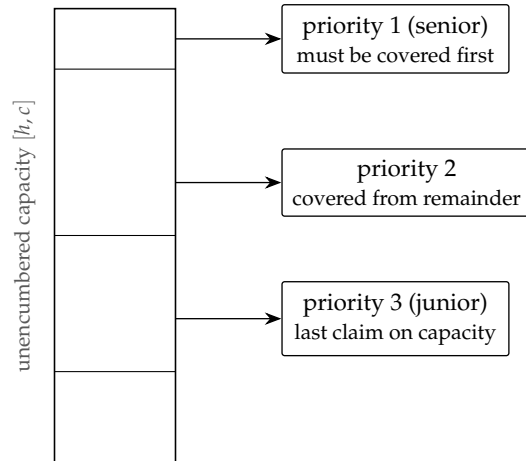 unencumbered capacity [h, c]
priority 1 (senior)
must be covered first
priority 2
covered from remainder
priority 3 (junior)
last claim on capacity